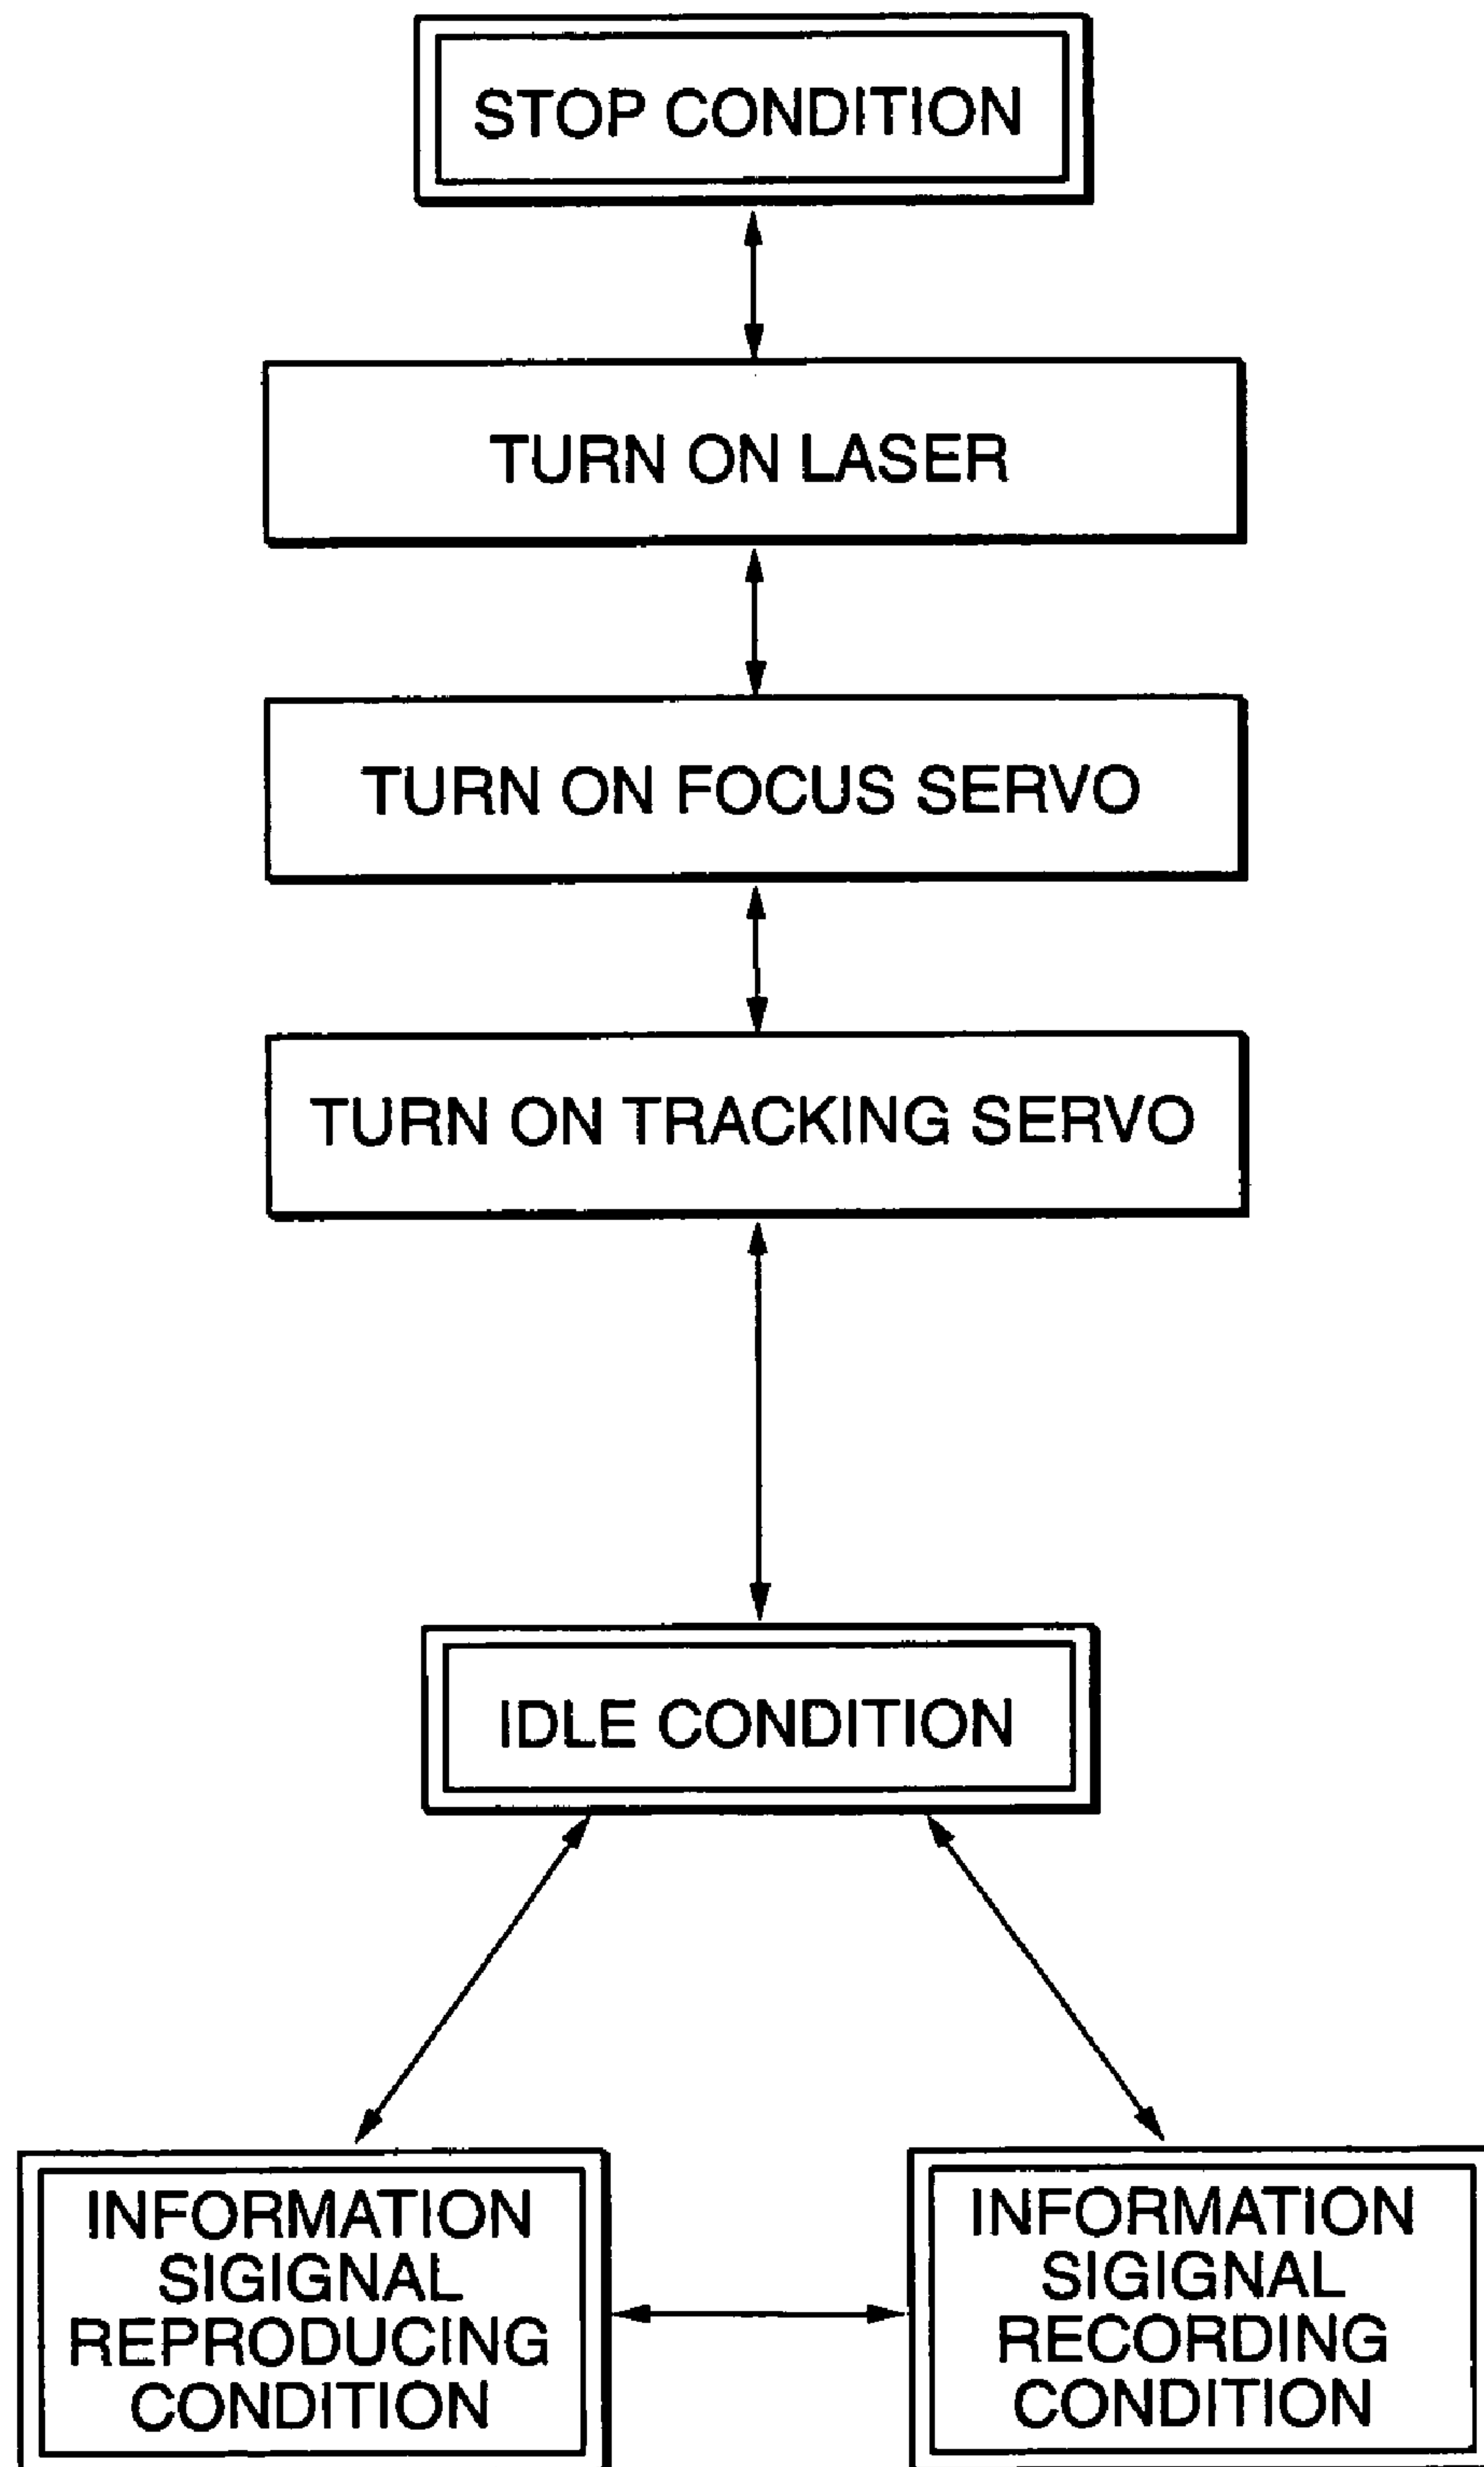 STOP CONDITION
TURN ON LASER
TURN ON FOCUS SERVO
TURN ON TRACKING SERVO
IDLE CONDITION
INFORMATION
SIGIGNAL
REPRODUCING
CONDITION
INFORMATION
SIGIGNAL
RECORDING
CONDITION